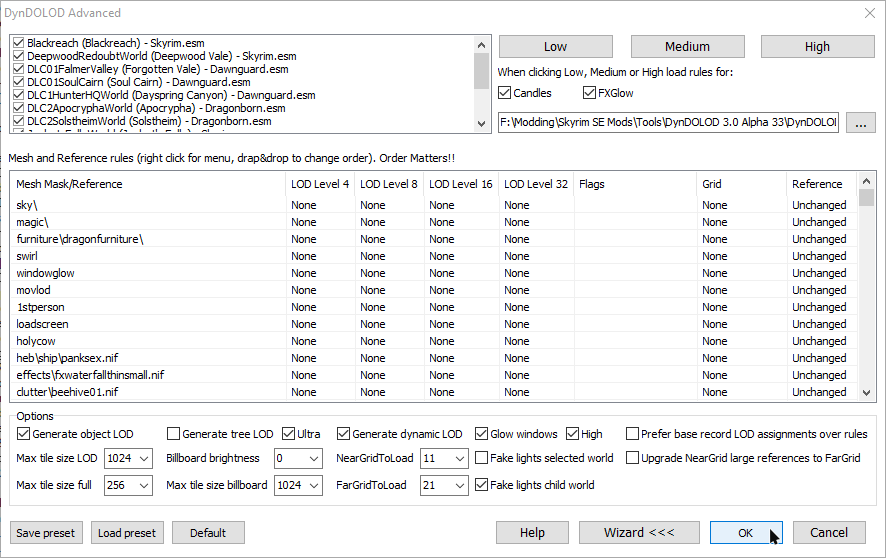 DynDOLOD Advanced
Blackreach (Blackreach) - Skyrim.esm
DeepwoodRedoubtWorld (Deepwood Vale) - Skyrim.esm
DLC01FalmerValley (Forgotten Vale) - Dawnguard.esm
DLC01SoulCairn (Soul Cairn) - Dawnguard.esm
DLC1HunterHQWorld (Dayspring Canyon) - Dawnguard.esm
DLC2ApocryphaWorld (Apocrypha) - Dragonborn.esm
DLC2SolstheimWorld (Solstheim) - Dragonborn.esm
Low Medium High
When clicking Low, Medium or High load rules for:
Candles FXGlow
F:\Modding\Skyrim SE Mods\Tools\DynDOLOD 3.0 Alpha 33\DynDOLOI ...
Mesh and Reference rules (right click for menu, drap&drop to change order). Order Matters!!
Mesh Mask/Reference LOD Level 4 LOD Level 8 LOD Level 16 LOD Level 32 Flags Grid Reference
sky\ None None None None None Unchanged
magic\ None None None None None Unchanged
furniture\dragonfurniture\ None None None None None Unchanged
swirl None None None None None Unchanged
windowglow None None None None None Unchanged
movlod None None None None None Unchanged
1stperson None None None None None Unchanged
loadscreen None None None None None Unchanged
holycow None None None None None Unchanged
heb\ship\panksex.nif None None None None None Unchanged
effects\fxwaterfallthinsmall.nif None None None None None Unchanged
clutter\beehive01.nif None None None None None Unchanged
Options
Generate object LOD Generate tree LOD Ultra Generate dynamic LOD Glow windows High Prefer base record LOD assignments over rules
Max tile size LOD 1024 Billboard brightness 0 NearGridToLoad 11 Fake lights selected world Upgrade NearGrid large references to FarGrid
Max tile size full 256 Max tile size billboard 1024 FarGridToLoad 21 Fake lights child world
Save preset Load preset Default Help Wizard <<< OK Cancel